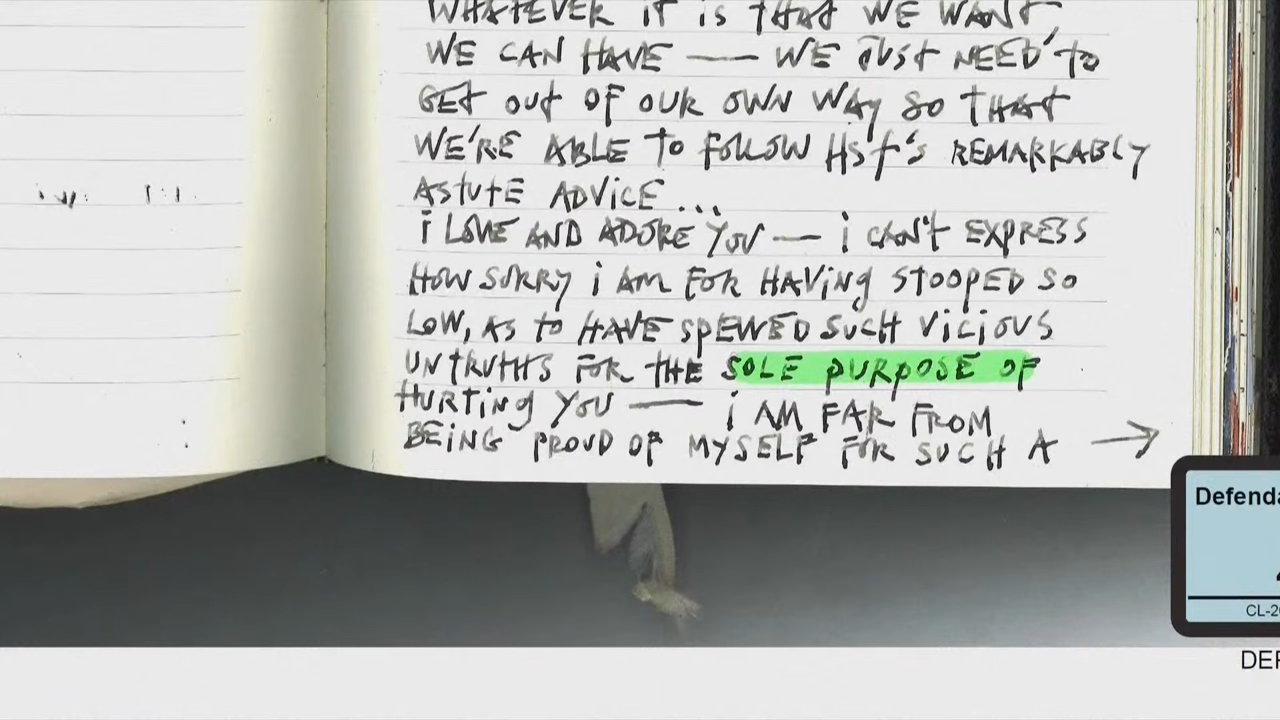 WHATEVER iT iS THAT WE WANT
WE CAN HAVE — WE JUST NEED TO
GET OUT OF OUR OWN WAY SO THAT
WE'RE ABLE TO FOLLOW HST'S REMARKABLY
ASTUTE ADVICE...
i LOVE AND ADORE YOU — i CAN'T EXPRESS
HOW SORRY i AM FOR HAVING STOOPED SO
LOW, AS TO HAVE SPEWED SUCH VICIOUS
UNTRUTHS FOR THE SOLE PURPOSE OF
HURTING YOU — i AM FAR FROM
BEING PROUD OF MYSELF FOR SUCH A →
Defenda
CL-20
DEF